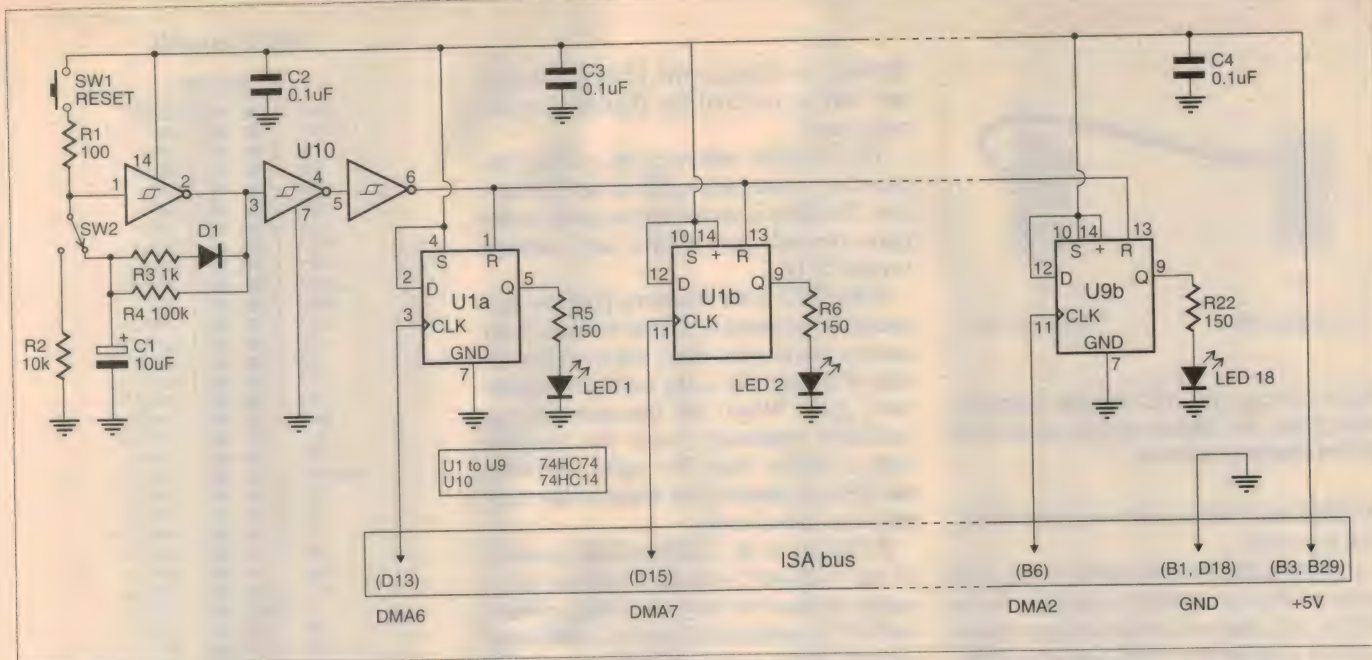 SW1
RESET
R1
100
C2
0.1uF
C3
0.1uF
C4
0.1uF
U10
14
1
2
3
4
7
5
6
SW2
D1
R3 1k
R4 100k
R2
10k
+
C1
10uF
4
1
S
R
2
D
U1a
Q
5
3
CLK
GND
7
R5
150
LED 1
10
14
13
S
+
R
12
D
U1b
Q
9
11
CLK
R6
150
LED 2
10
14
13
S
+
R
12
D
U9b
Q
9
11
CLK
GND
7
R22
150
LED 18
U1 to U9 74HC74
U10 74HC14
ISA bus
(D13)
(D15)
(B6)
(B1, D18)
(B3, B29)
DMA6
DMA7
DMA2
GND
+5V